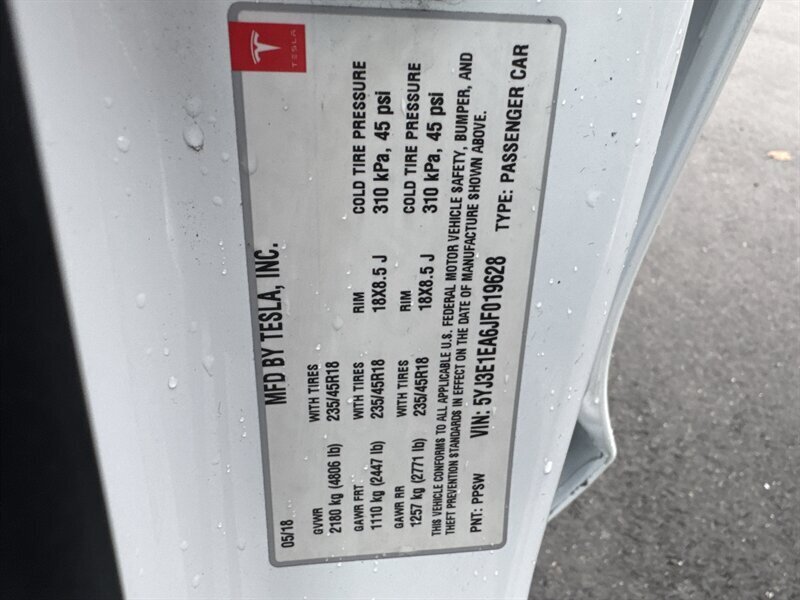 TESLA
MFD BY TESLA, INC.
05/18
GVWR WITH TIRES
2180 kg (4806 lb) 235/45R18
GAWR FRT WITH TIRES RIM COLD TIRE PRESSURE
1110 kg (2447 lb) 235/45R18 18X8.5 J 310 kPa, 45 psi
GAWR RR WITH TIRES RIM COLD TIRE PRESSURE
1257 kg (2771 lb) 235/45R18 18X8.5 J 310 kPa, 45 psi
THIS VEHICLE CONFORMS TO ALL APPLICABLE U.S. FEDERAL MOTOR VEHICLE SAFETY, BUMPER, AND
THEFT PREVENTION STANDARDS IN EFFECT ON THE DATE OF MANUFACTURE SHOWN ABOVE.
PNT: PPSW VIN: 5YJ3E1EA6JF019628 TYPE: PASSENGER CAR